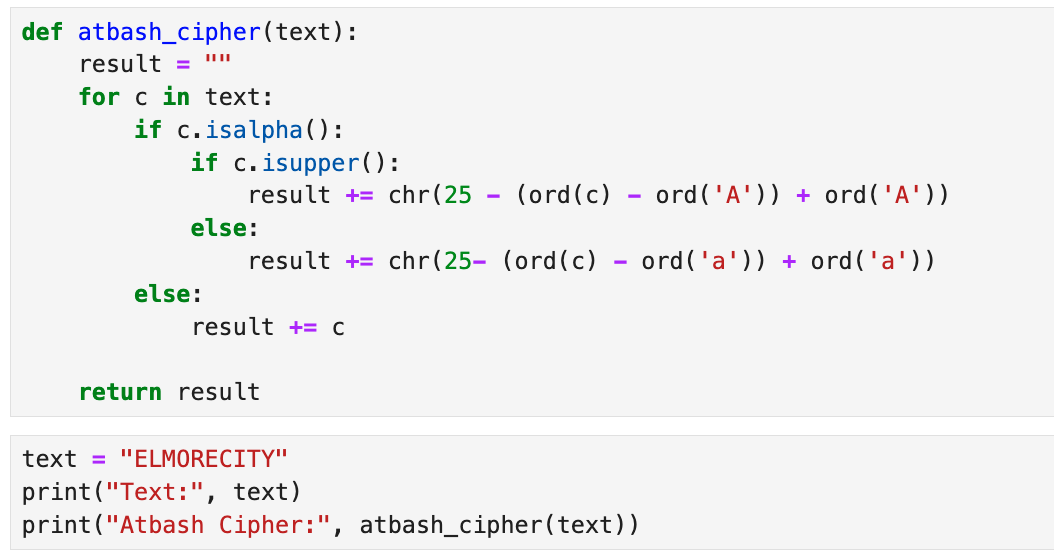 def atbash_cipher(text):
    result = ""
    for c in text:
        if c.isalpha():
            if c.isupper():
                result += chr(25 - (ord(c) - ord('A')) + ord('A'))
            else:
                result += chr(25- (ord(c) - ord('a')) + ord('a'))
        else:
            result += c

    return result
text = "ELMORECITY"
print("Text:", text)
print("Atbash Cipher:", atbash_cipher(text))